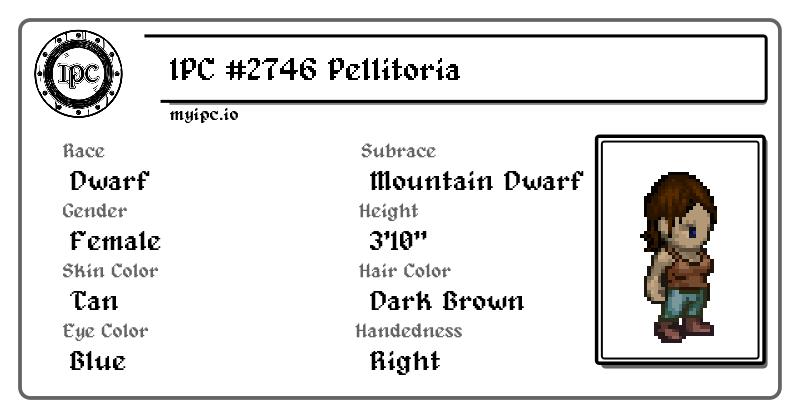 IPC
IPC #2746 Pellitoria
myipc.io
Race
Subrace
Dwarf
Mountain Dwarf
Gender
Height
Female
3'10"
Skin Color
Hair Color
Tan
Dark Brown
Eye Color
Handedness
Blue
Right